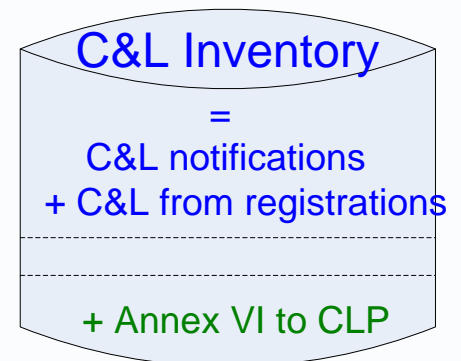 C&L Inventory
=
C&L notifications
+ C&L from registrations
+ Annex VI to CLP